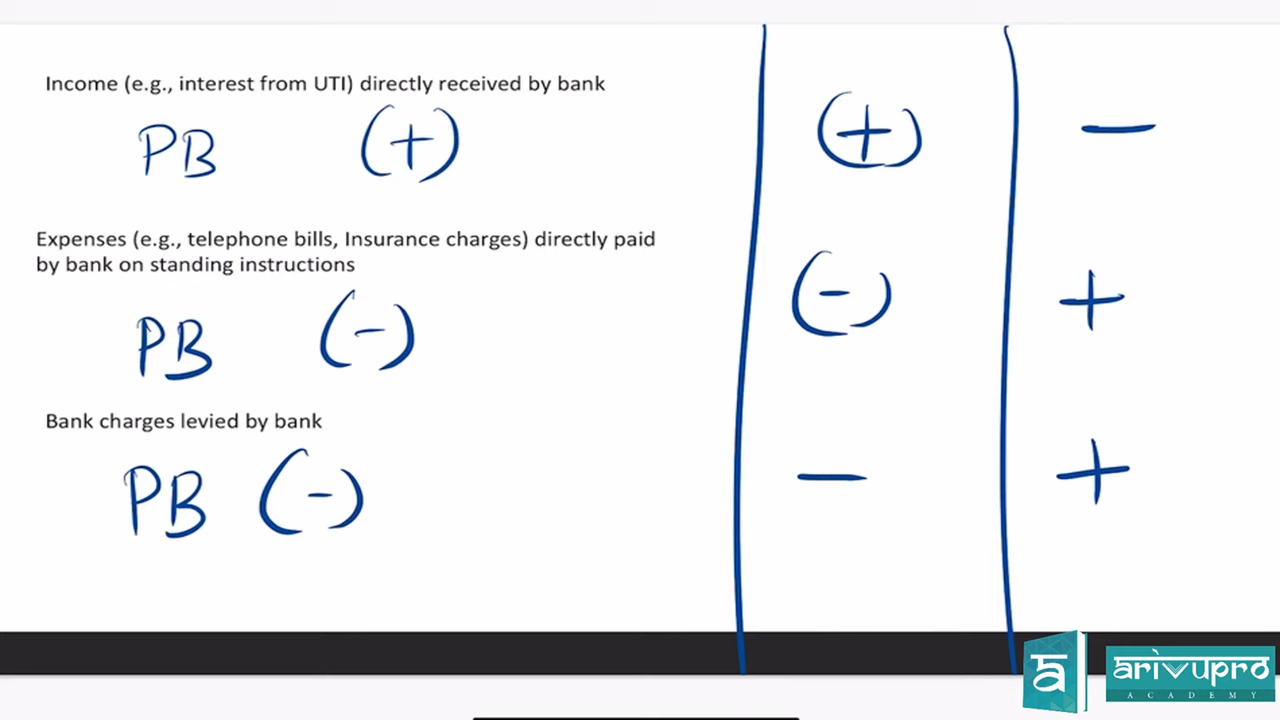 Income (e.g., interest from UTI) directly received by bank
PB (+) (+) −
Expenses (e.g., telephone bills, Insurance charges) directly paid
by bank on standing instructions
PB (-) (-) +
Bank charges levied by bank
PB (-) − +
arivupro
ACADEMY